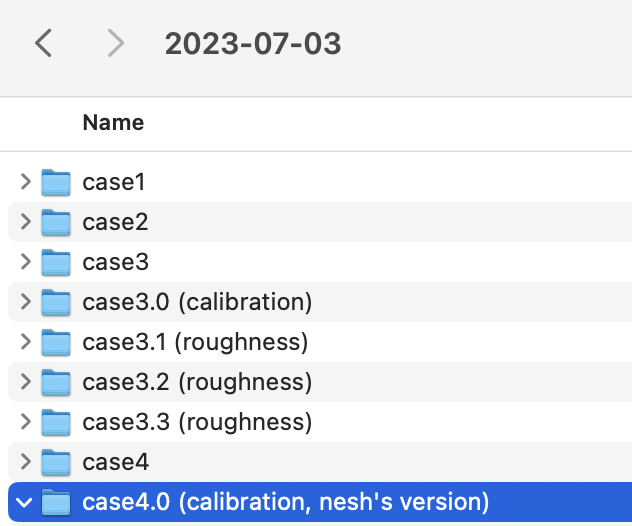 2023-07-03
Name
case1
case2
case3
case3.0 (calibration)
case3.1 (roughness)
case3.2 (roughness)
case3.3 (roughness)
case4
case4.0 (calibration, nesh's version)